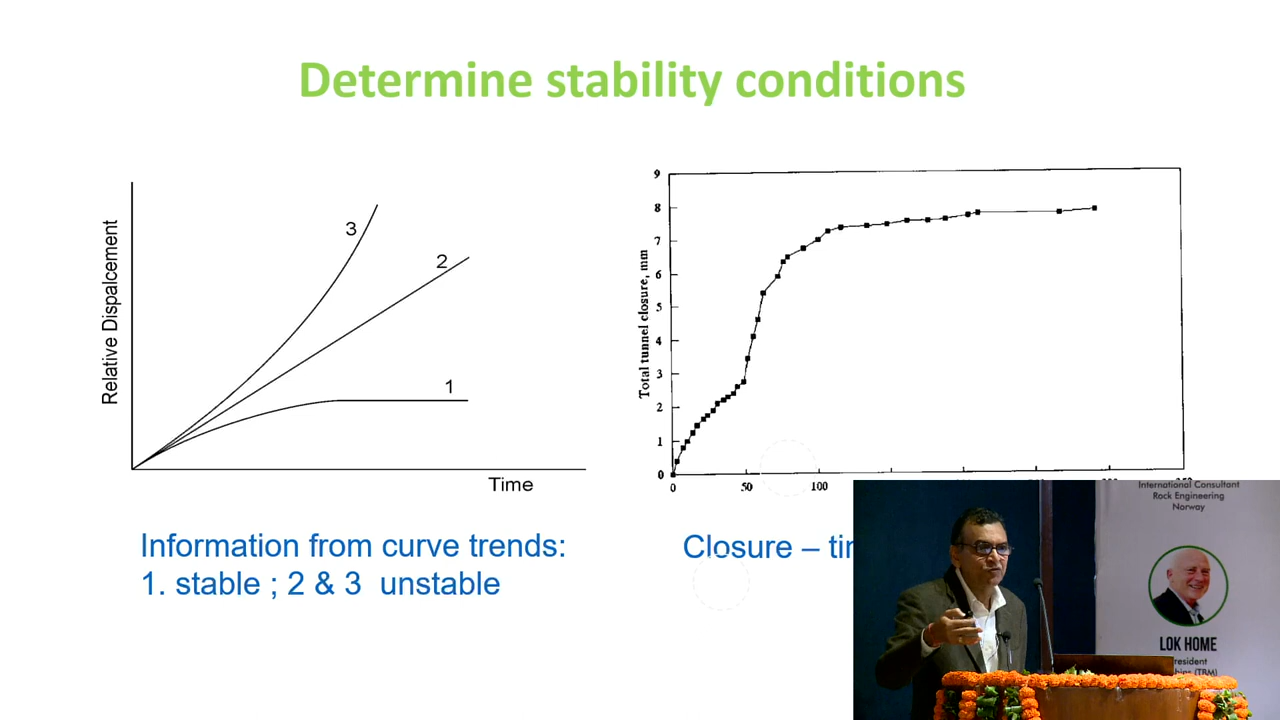 Determine stability conditions
Relative Dispalcement
3
2
1
Time
Information from curve trends:
1. stable ; 2 & 3 unstable
Total tunnel closure, mm
9
8
7
6
5
4
3
2
1
0
0
50
100
Closure –
International Consultant
Rock Engineering
Norway
LOK HOME
(TBM)